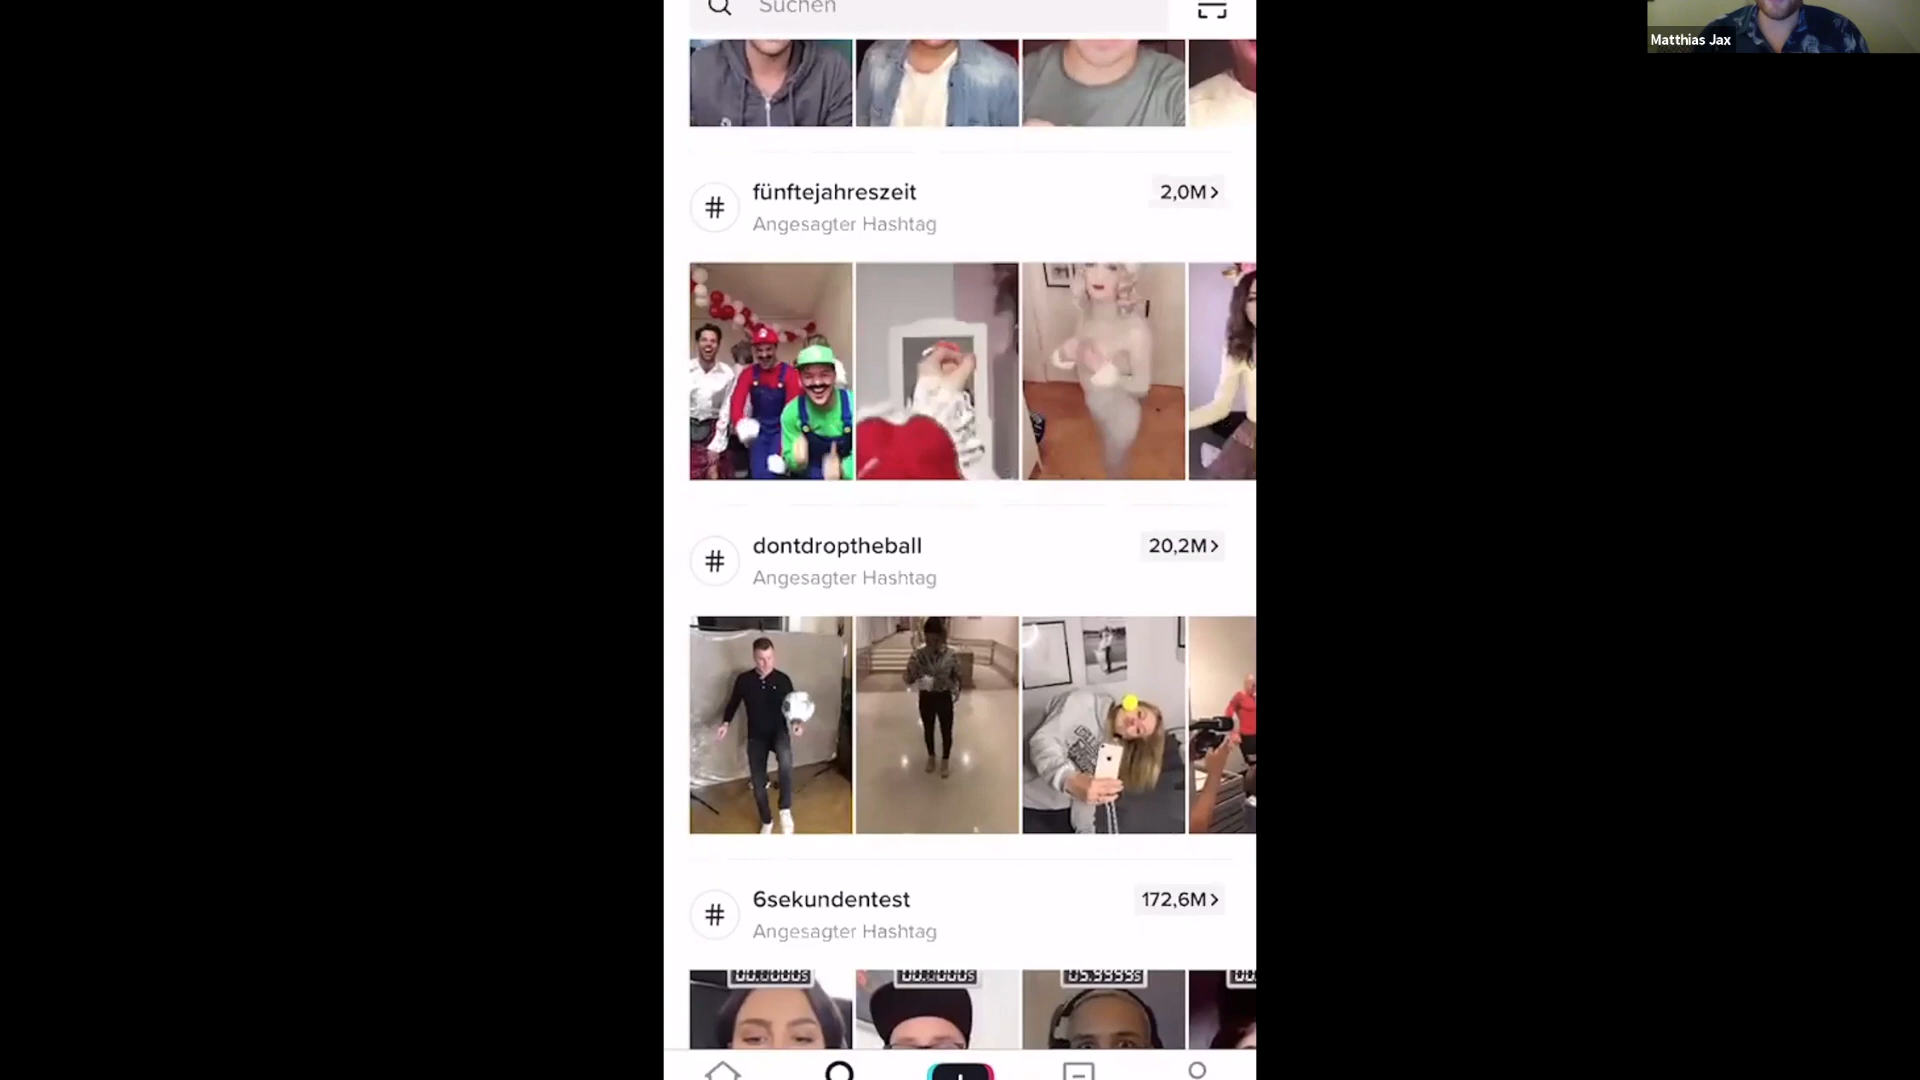 Suchen
Matthias Jax
# fünftejahreszeit 2,0M >
Angesagter Hashtag
# dontdroptheball 20,2M >
Angesagter Hashtag
# 6sekundentest 172,6M >
Angesagter Hashtag